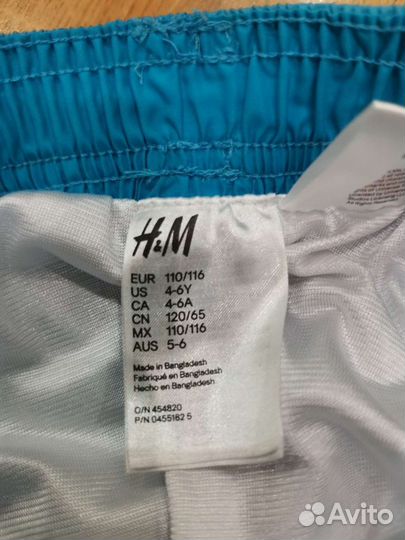 H&M
EUR 110/116
US 4-6Y
CA 4-6A
CN 120/65
MX 110/116
AUS 5-6
Made in Bangladesh
Fabriqué en Bangladesh
Hecho en Bangladesh
O/N 454820
P/N 0455182 5
Avito